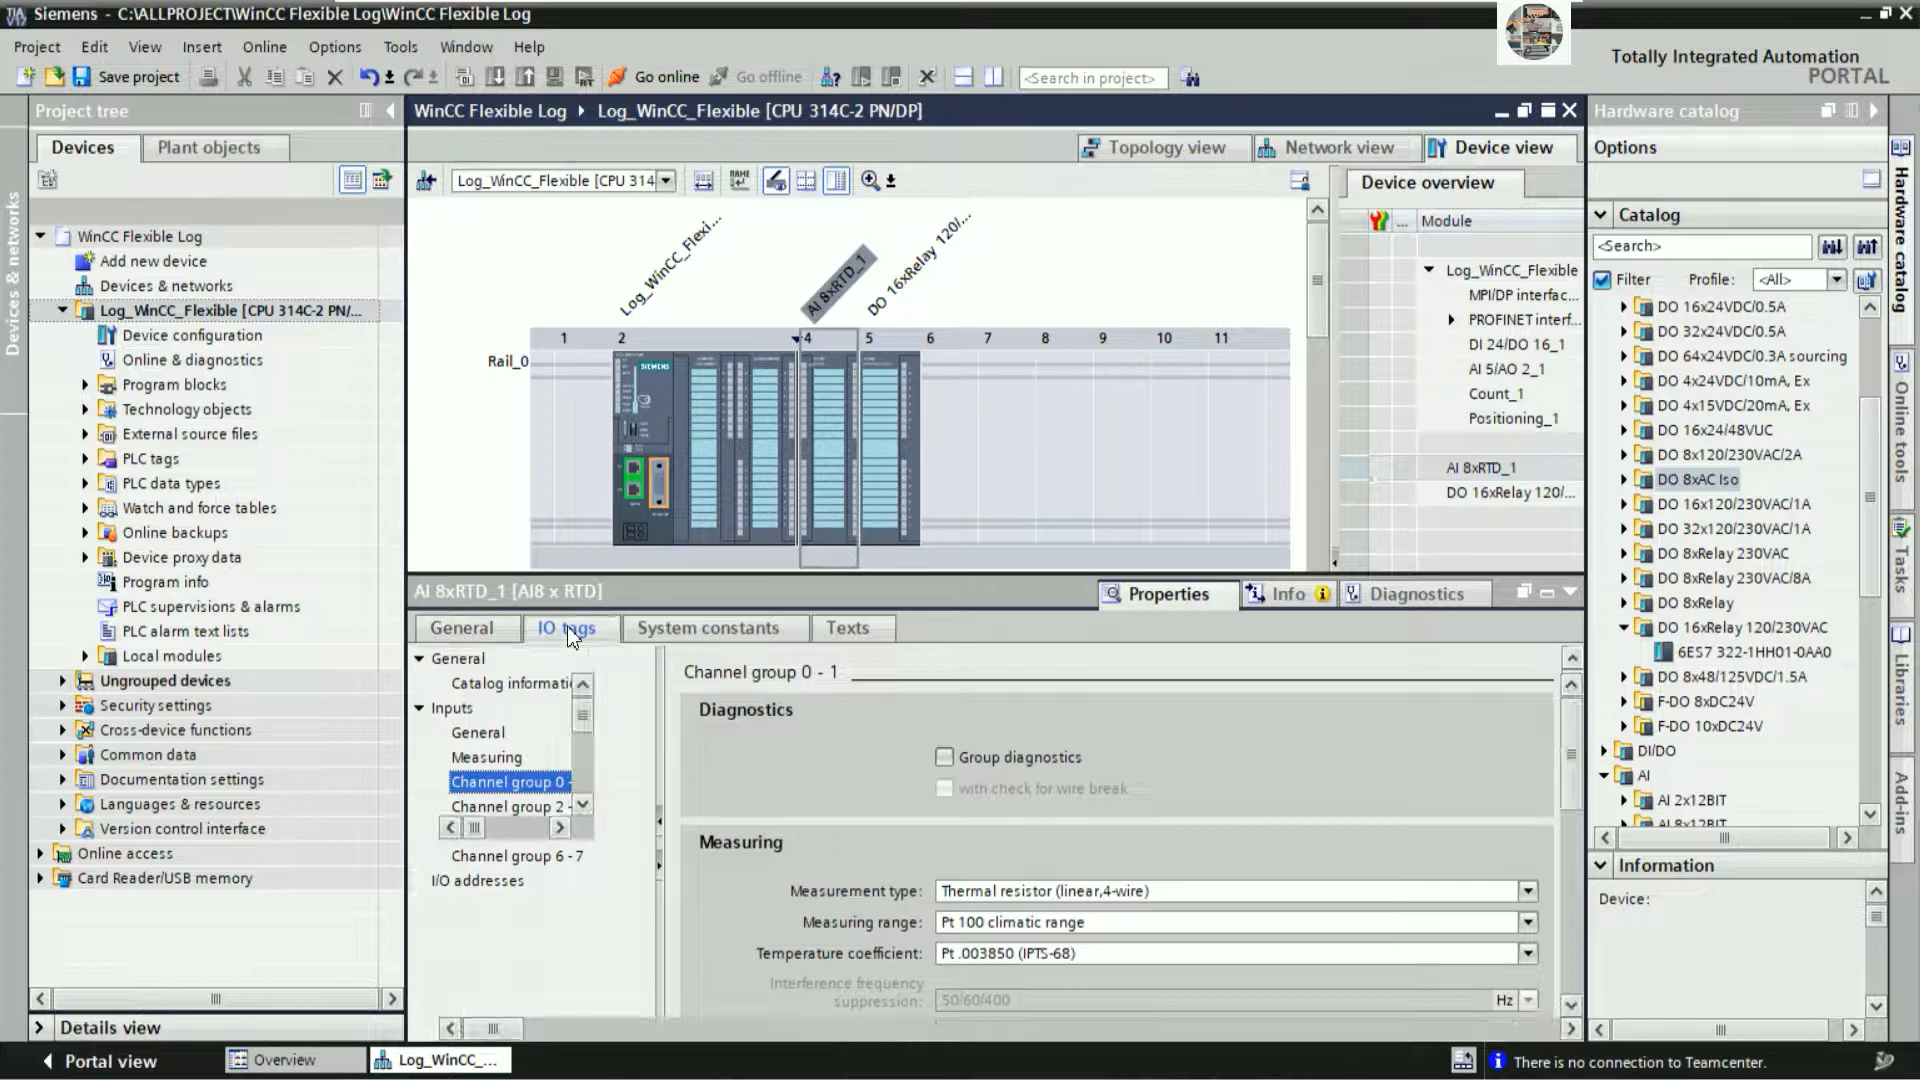 Siemens - C:\ALLPROJECT\WinCC Flexible Log\WinCC Flexible Log
Project Edit View Insert Online Options Tools Window Help
Totally Integrated Automation
PORTAL
Save project
Go online
Go offline
<Search in project>
Project tree
WinCC Flexible Log Log_WinCC_Flexible [CPU 314C-2 PN/DP]
Hardware catalog
Devices
Plant objects
Topology view
Network view
Device view
Options
Log_WinCC_Flexible [CPU 314
Device overview
Devices & networks
WinCC Flexible Log
Add new device
Devices & networks
Log_WinCC_Flexible [CPU 314C-2 PN/...
Device configuration
Online & diagnostics
Program blocks
Technology objects
External source files
PLC tags
PLC data types
Watch and force tables
Online backups
Device proxy data
Program info
PLC supervisions & alarms
PLC alarm text lists
Local modules
Ungrouped devices
Security settings
Cross-device functions
Common data
Documentation settings
Languages & resources
Version control interface
Online access
Card Reader/USB memory
Details view
Log_WinCC_Flexi...
AI 8xRTD_1
DO 16xRelay 120/...
1 2 4 5 6 7 8 9 10 11
Rail_0
SIEMENS
... Module
Log_WinCC_Flexible
MPI/DP interfac...
PROFINET interf...
DI 24/DO 16_1
AI 5/AO 2_1
Count_1
Positioning_1
AI 8xRTD_1
DO 16xRelay 120/...
AI 8xRTD_1 [AI8 x RTD]
Properties
Info
Diagnostics
General
IO tags
System constants
Texts
General
Catalog informati
Inputs
General
Measuring
Channel group 0 -
Channel group 2 -
Channel group 6 - 7
I/O addresses
Channel group 0 - 1
Diagnostics
Group diagnostics
with check for wire break
Measuring
Measurement type: Thermal resistor (linear,4-wire)
Measuring range: Pt 100 climatic range
Temperature coefficient: Pt .003850 (IPTS-68)
Interference frequency
suppression: 50/60/400 Hz
Catalog
<Search>
Filter Profile: <All>
DO 16x24VDC/0.5A
DO 32x24VDC/0.5A
DO 64x24VDC/0.3A sourcing
DO 4x24VDC/10mA, Ex
DO 4x15VDC/20mA, Ex
DO 16x24/48VUC
DO 8x120/230VAC/2A
DO 8xAC Iso
DO 16x120/230VAC/1A
DO 32x120/230VAC/1A
DO 8xRelay 230VAC
DO 8xRelay 230VAC/8A
DO 8xRelay
DO 16xRelay 120/230VAC
6ES7 322-1HH01-0AA0
DO 8x48/125VDC/1.5A
F-DO 8xDC24V
F-DO 10xDC24V
DI/DO
AI
AI 2x12BIT
AI 8x12BIT
Information
Device:
Hardware catalog
Online tools
Tasks
Libraries
Add-ins
Portal view
Overview
Log_WinCC_...
There is no connection to Teamcenter.